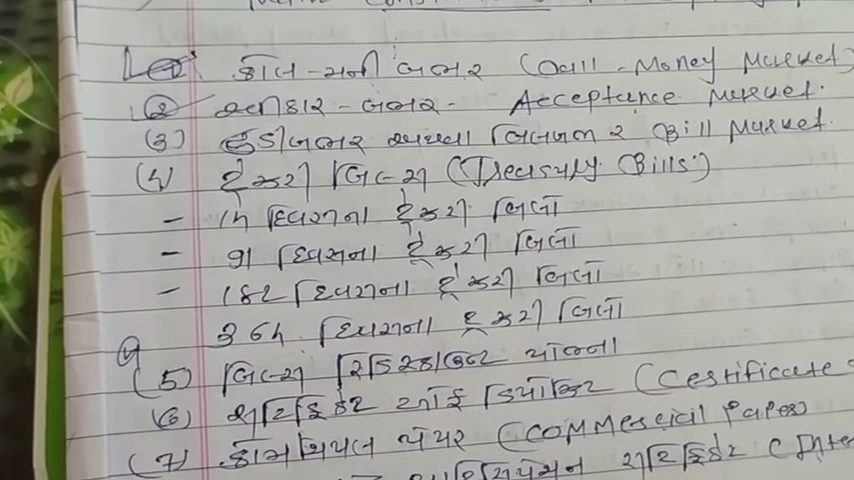 (1) કોલ-મની બજાર (Call-Money Market)
(2) સ્વીકાર-બજાર- Acceptance Market.
(3) હૂંડીબજાર અથવા બિલબજાર Bill Market.
(4) ટ્રેઝરી બિલ્સ (Treasury Bills)
- 14 દિવસના ટ્રેઝરી બિલો
- 91 દિવસના ટ્રેઝરી બિલો
- 182 દિવસના ટ્રેઝરી બિલો
364 દિવસના ટ્રેઝરી બિલો
(5) બિલ્સ રિડિસ્કાઉન્ટ યોજના
(6) સર્ટિફિકેટ ઓફ ડિપોઝિટ (Certificate
(7) કોમર્શિયલ પેપર (Commercial Paper)
સર્ટિફિકેટ (Inte